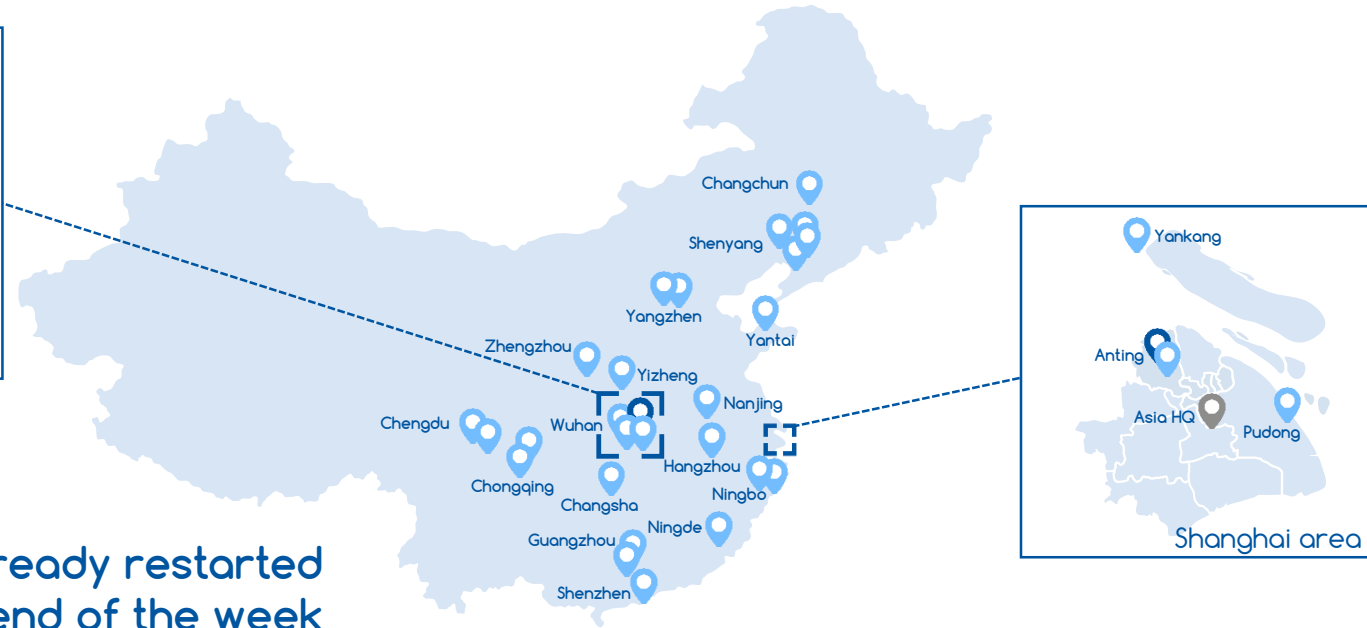 Changchun
Shenyang
Yangzhen
Yantai
Zhengzhou
Yizheng
Nanjing
Chengdu
Wuhan
Hangzhou
Chongqing
Changsha
Ningbo
Ningde
Guangzhou
Shenzhen
Yankang
Anting
Asia HQ
Pudong
Shanghai area
restarted
end of the week